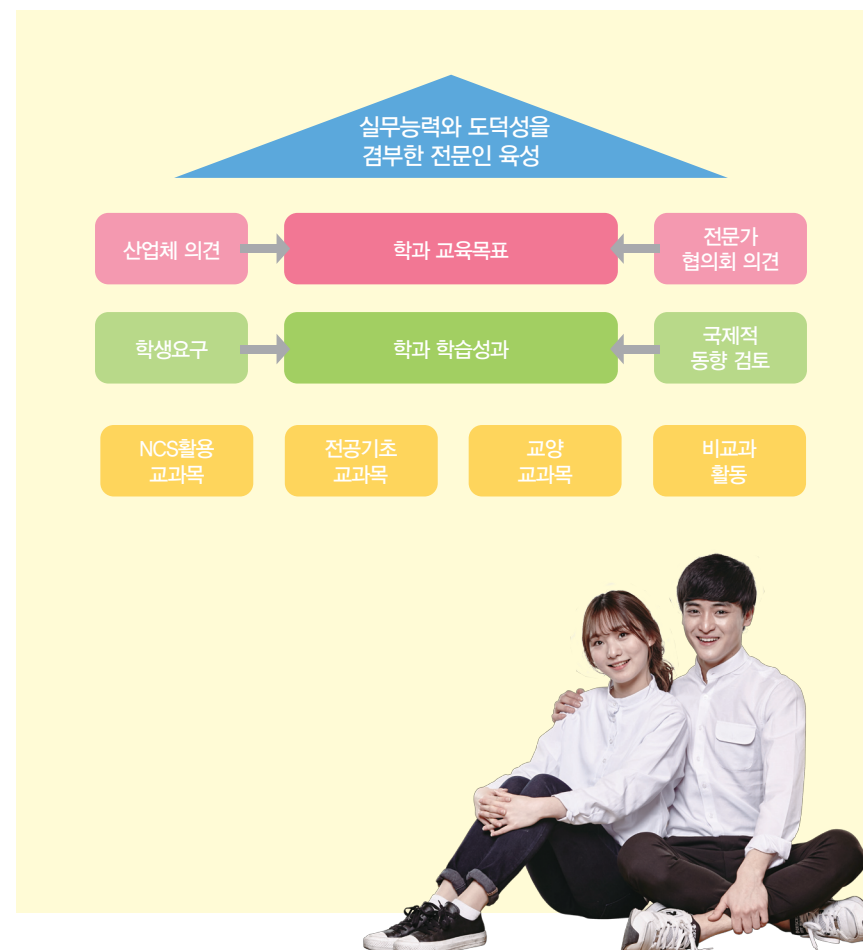 실무능력와 도덕성을
겸부한 전문인 육성
산업체 의견
학과 교육목표
전문가
협의회 의견
학생요구
학과 학습성과
국제적
동향 검토
NCS활용
교과목
전공기초
교과목
교양
교과목
비교과
활동